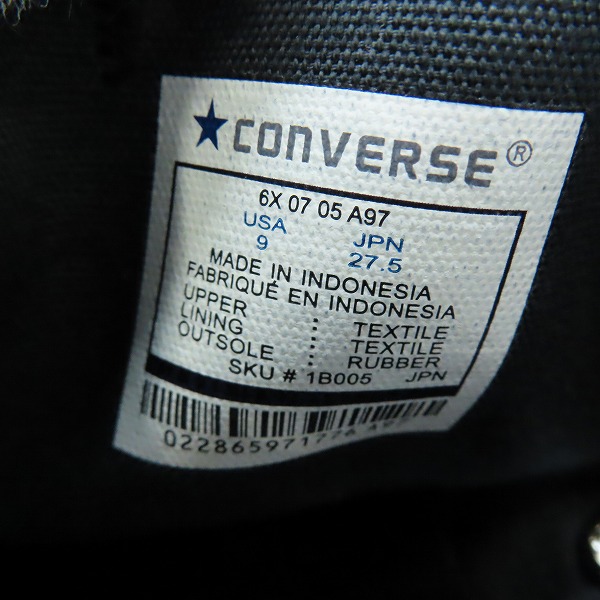 ★CONVERSE®
6X 07 05 A97
USA JPN
9 27.5
MADE IN INDONESIA
FABRIQUÉ EN INDONESIA
UPPER : TEXTILE
LINING : TEXTILE
OUTSOLE : RUBBER
SKU # 1B005 JPN
022865971776